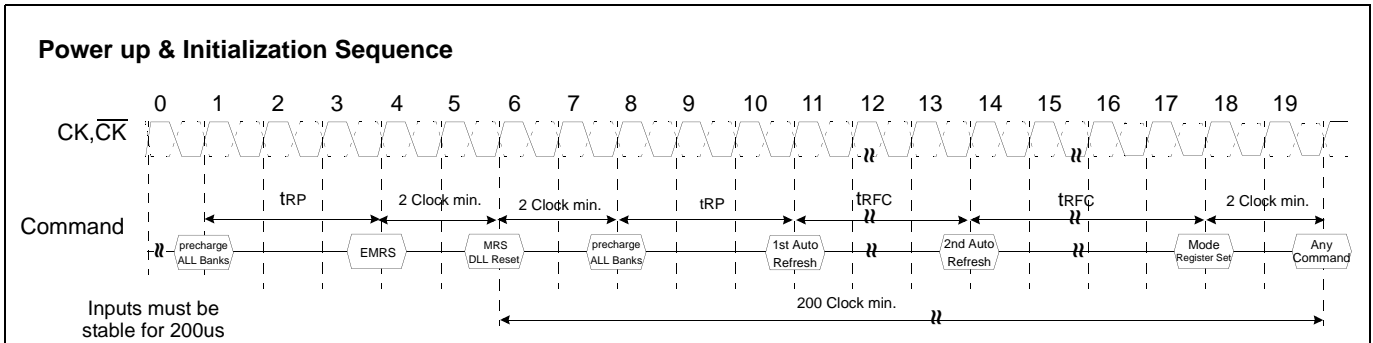 Power up & Initialization Sequence
0 1 2 3 4 5 6 7 8 9 10 11 12 13 14 15 16 17 18 19
CK,C̅K̅
tRP 2 Clock min. 2 Clock min. tRP tRFC tRFC 2 Clock min.
Command
precharge
ALL Banks
EMRS
MRS
DLL Reset
precharge
ALL Banks
1st Auto
Refresh
2nd Auto
Refresh
Mode
Register Set
Any
Command
200 Clock min.
Inputs must be
stable for 200us